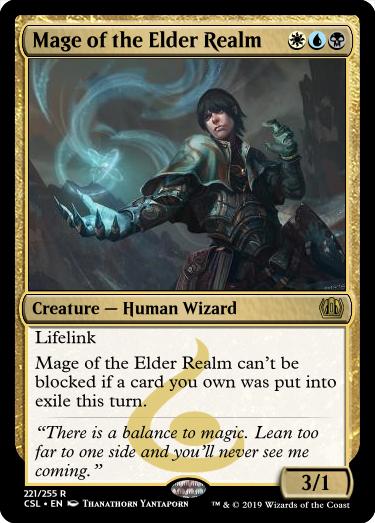 Mage of the Elder Realm
Creature — Human Wizard
Lifelink
Mage of the Elder Realm can't be
blocked if a card you own was put into
exile this turn.
"There is a balance to magic. Lean too
far to one side and you'll never see me
coming."
3/1
221/255 R
CSL • EN Thanathorn Yantaporn
™ & © 2019 Wizards of the Coast